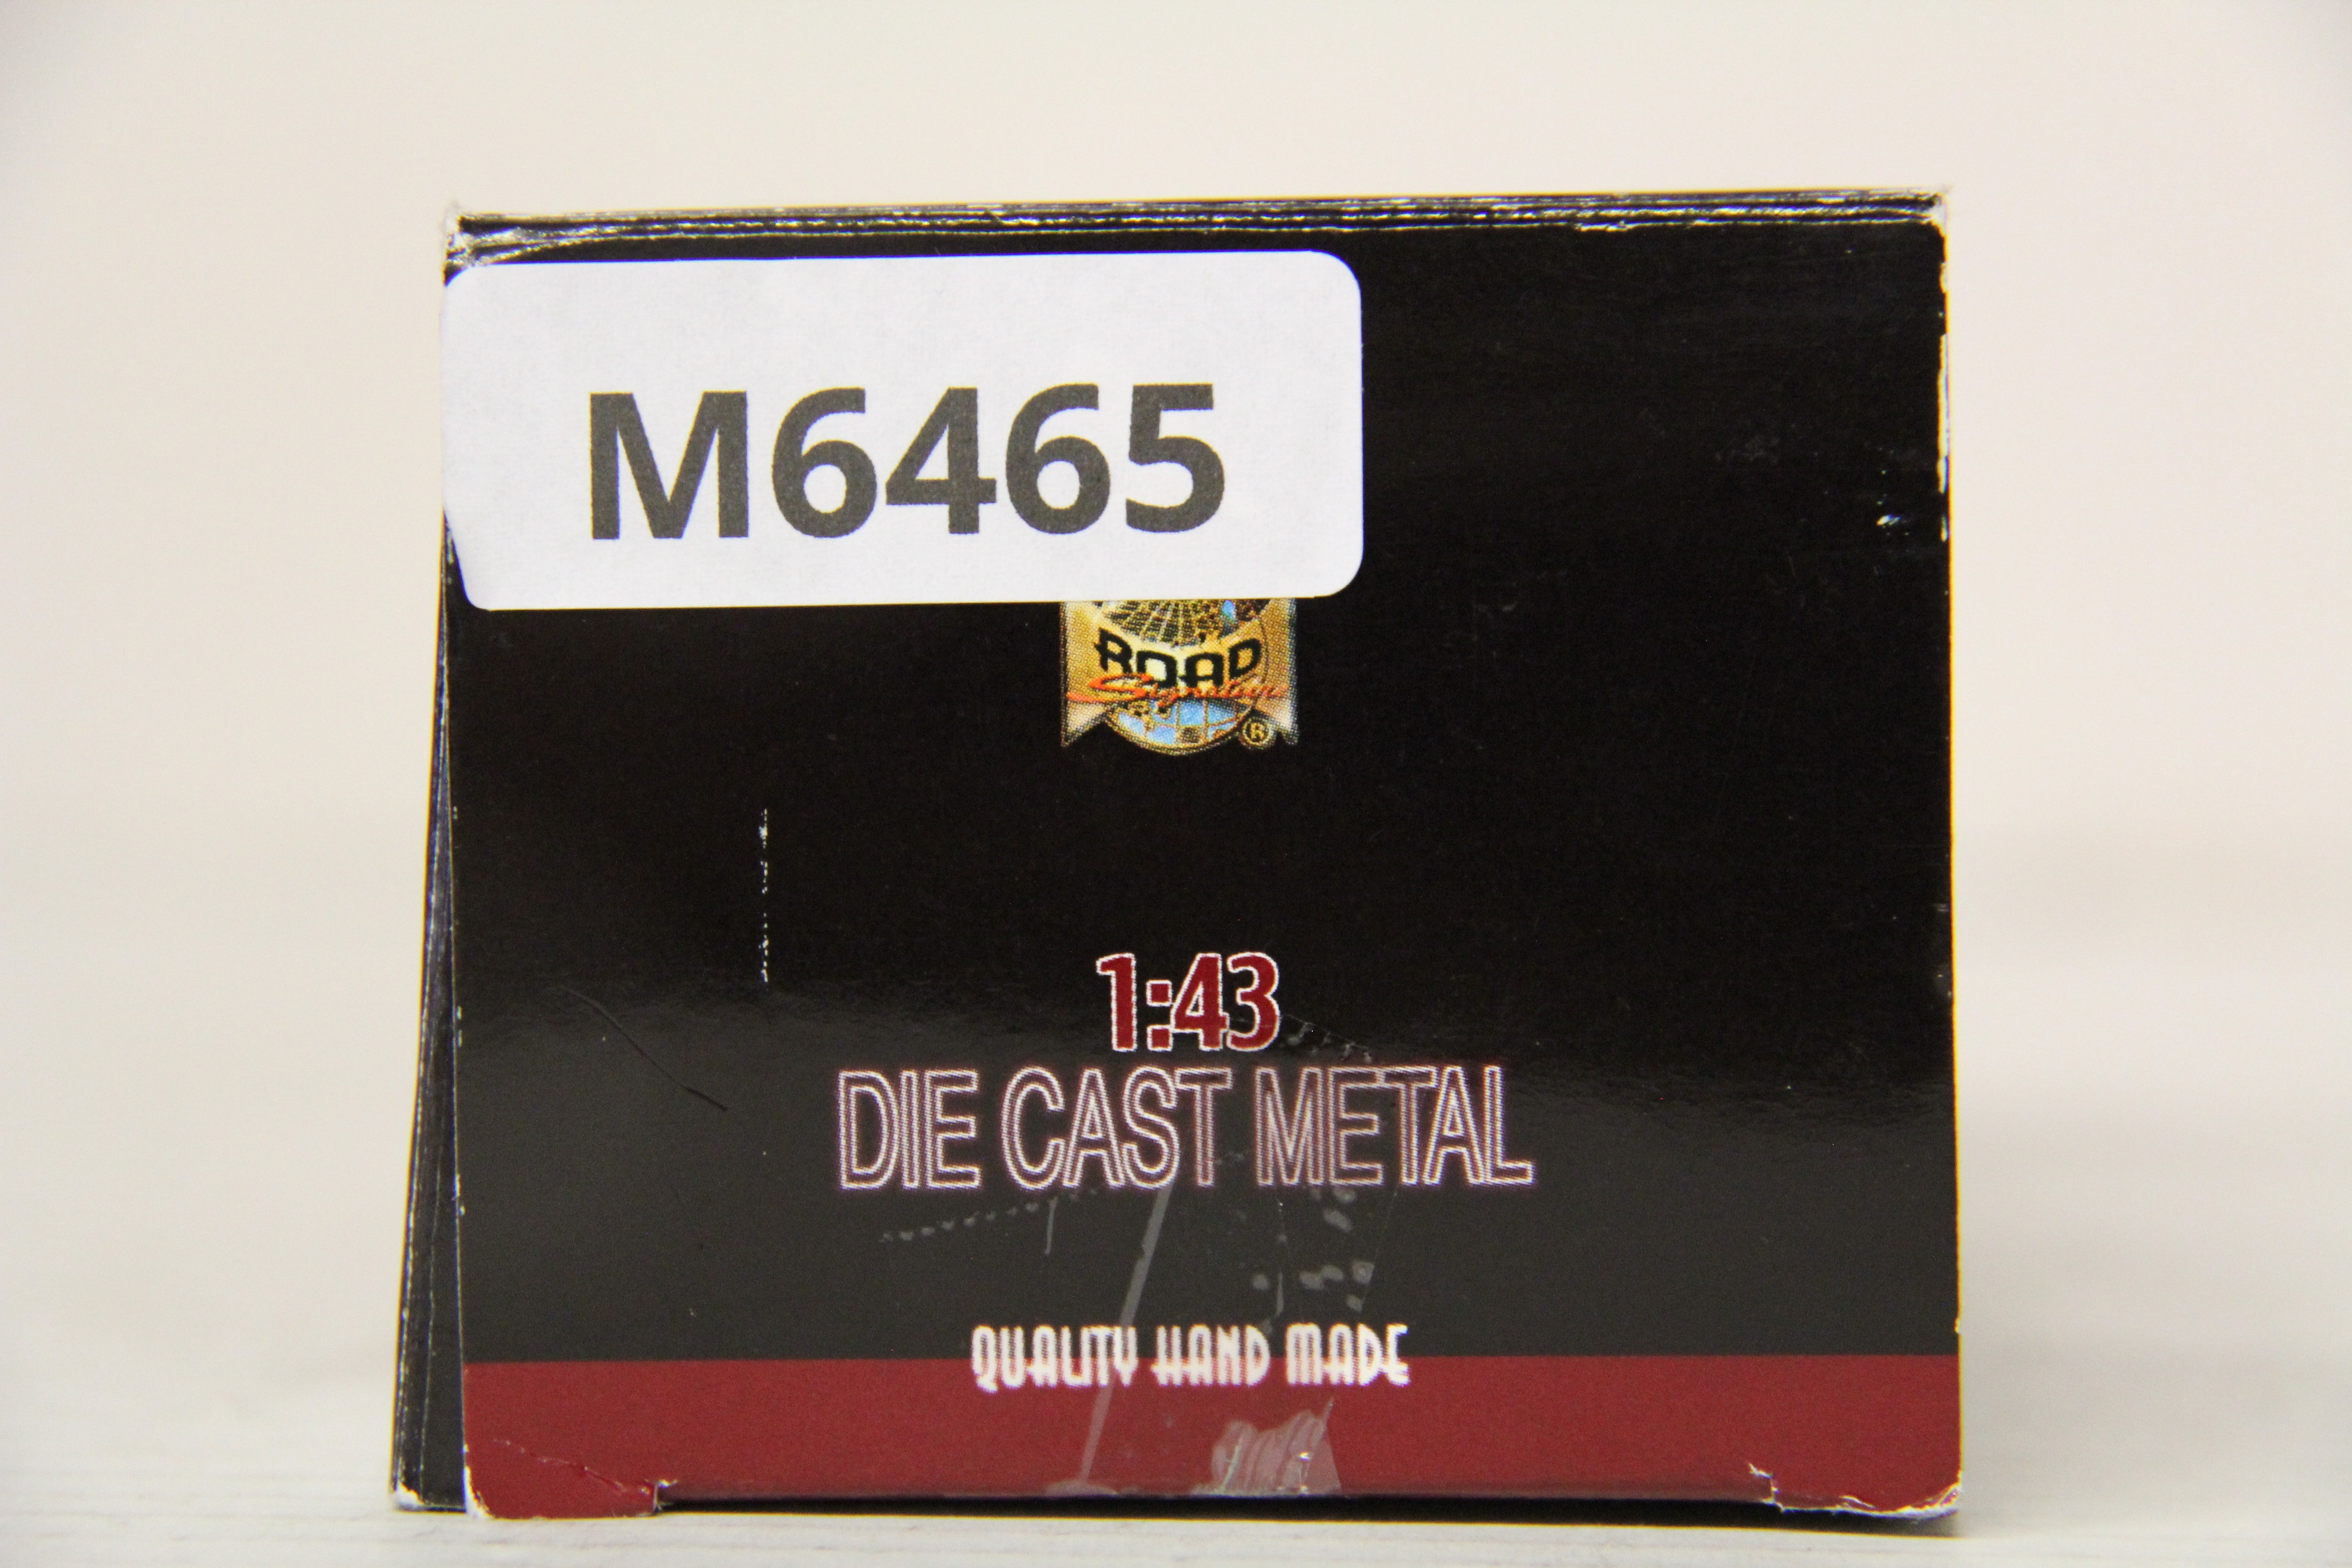 M6465
ROAD
Signature
®
1:43
DIE CAST METAL
QUALITY HAND MADE